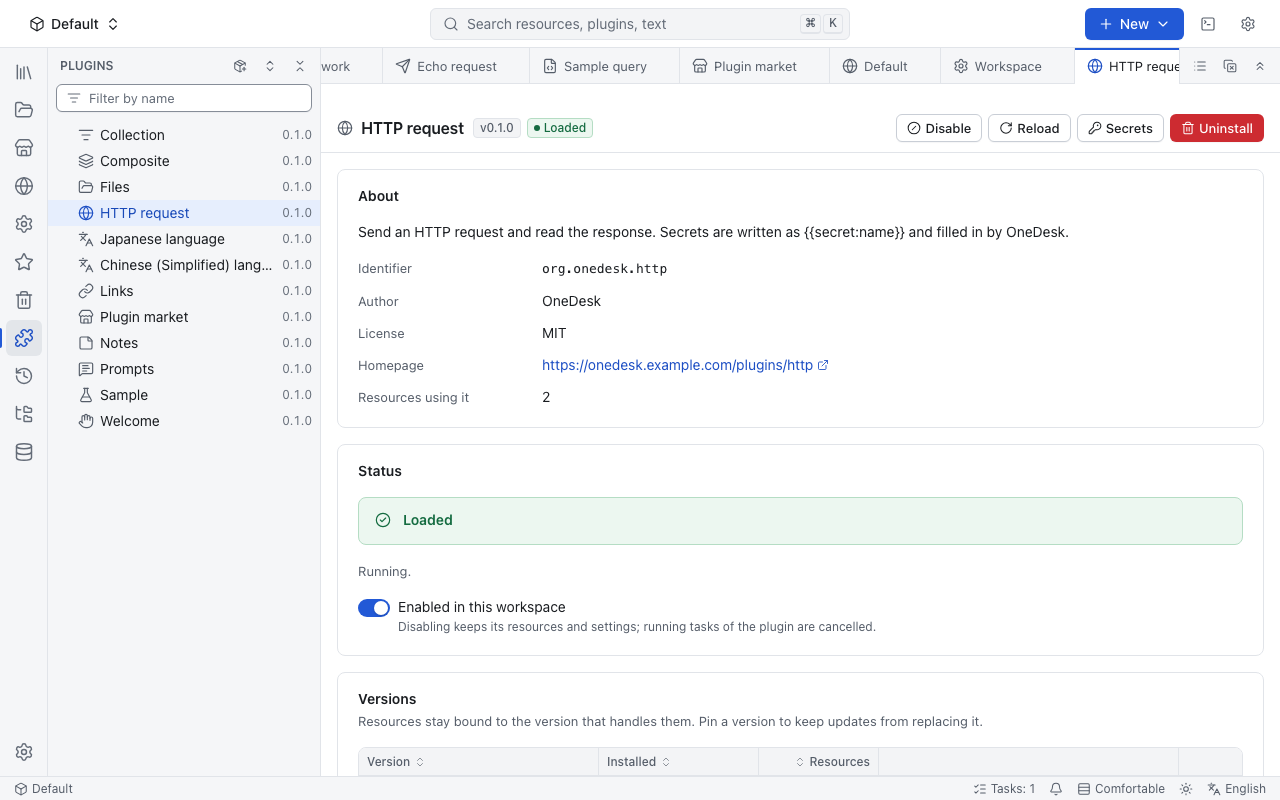 Default
Search resources, plugins, text
⌘ K
New
PLUGINS
Filter by name
Collection 0.1.0
Composite 0.1.0
Files 0.1.0
HTTP request 0.1.0
Japanese language 0.1.0
Chinese (Simplified) lang... 0.1.0
Links 0.1.0
Plugin market 0.1.0
Notes 0.1.0
Prompts 0.1.0
Sample 0.1.0
Welcome 0.1.0
work
Echo request
Sample query
Plugin market
Default
Workspace
HTTP reque
HTTP request v0.1.0 Loaded
Disable
Reload
Secrets
Uninstall
About
Send an HTTP request and read the response. Secrets are written as {{secret:name}} and filled in by OneDesk.
Identifier org.onedesk.http
Author OneDesk
License MIT
Homepage https://onedesk.example.com/plugins/http
Resources using it 2
Status
Loaded
Running.
Enabled in this workspace
Disabling keeps its resources and settings; running tasks of the plugin are cancelled.
Versions
Resources stay bound to the version that handles them. Pin a version to keep updates from replacing it.
Version Installed Resources
Default
Tasks: 1
Comfortable
English